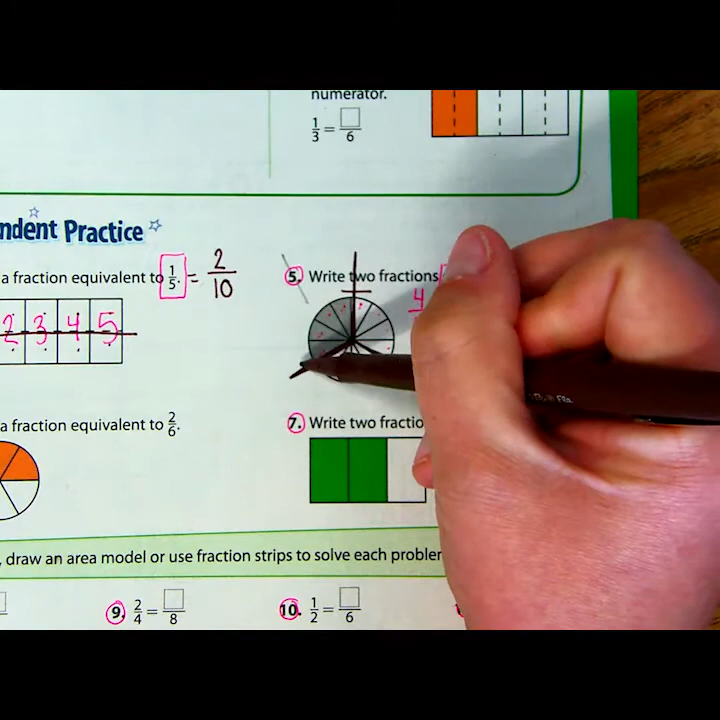 numerator.
1/3 = □/6
ndent Practice
a fraction equivalent to 1/5. = 2/10
2 3 4 5
5. Write two fractions
4
a fraction equivalent to 2/6.
7. Write two fractio
, draw an area model or use fraction strips to solve each probler
9. 2/4 = □/8
10. 1/2 = □/6